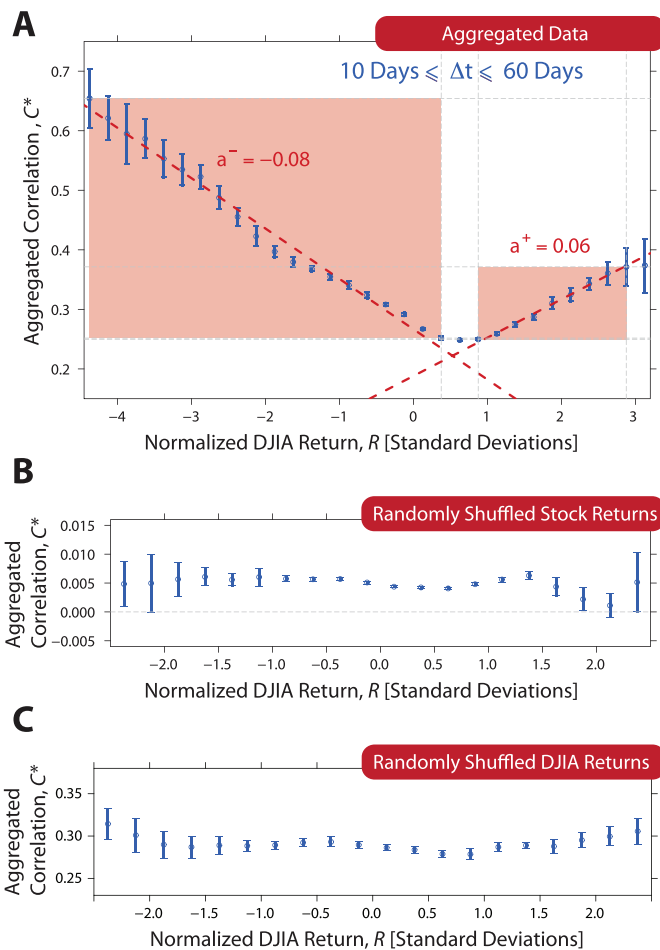 A
Aggregated Data
10 Days ⩽ Δt ⩽ 60 Days
a⁻ = −0.08
a⁺ = 0.06
Aggregated Correlation , C*
0.7
0.6
0.5
0.4
0.3
0.2
−4 −3 −2 −1 0 1 2 3
Normalized DJIA Return, R [Standard Deviations]
B
Randomly Shuffled Stock Returns
Aggregated
Correlation, C*
0.015
0.010
0.005
0.000
−0.005
−2.0 −1.5 −1.0 −0.5 0.0 0.5 1.0 1.5 2.0
Normalized DJIA Return, R [Standard Deviations]
C
Randomly Shuffled DJIA Returns
Aggregated
Correlation, C*
0.35
0.30
0.25
−2.0 −1.5 −1.0 −0.5 0.0 0.5 1.0 1.5 2.0
Normalized DJIA Return, R [Standard Deviations]